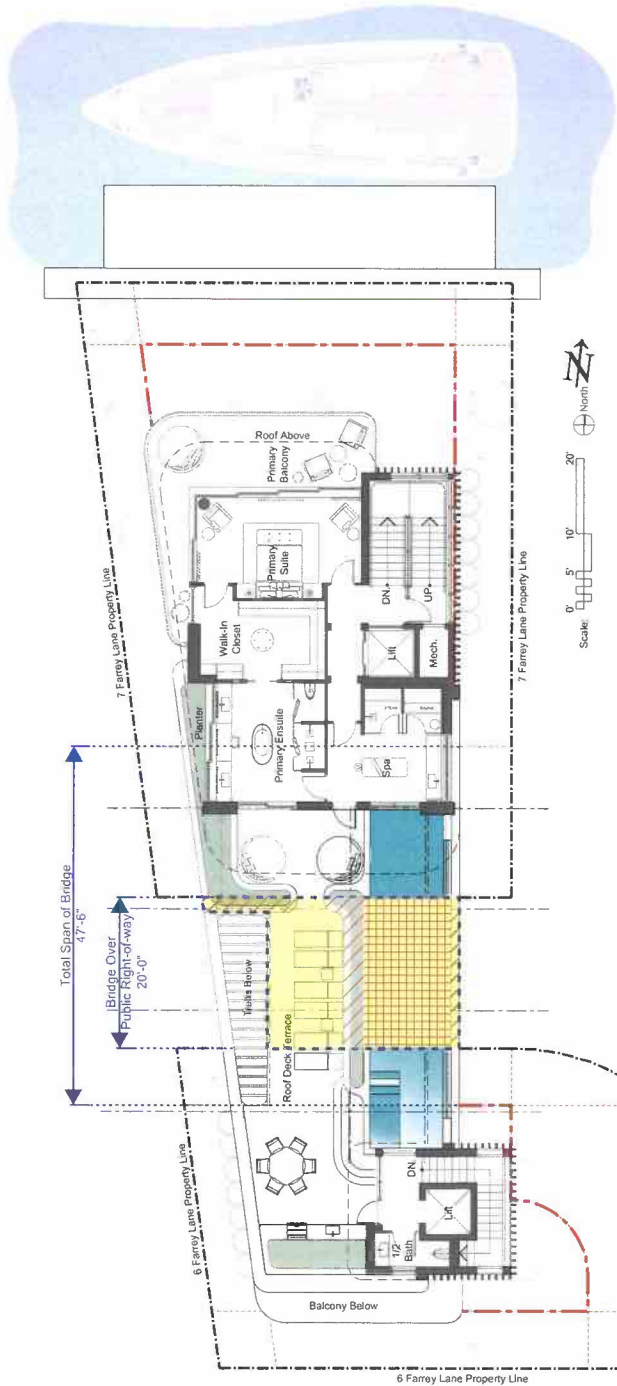 Roof Above
Primary
Balcony
Primary
Suite
DN.
UP
Walk-In
Closet
Lift
Mech.
7 Farrey Lane Property Line
7 Farrey Lane Property Line
N
North
20'
10'
5'
0'
Scale:
Planter
Primary Ensuite
Spa
Total Span of Bridge
47'-6"
Bridge Over
Public Right-of-way
20'-0"
Trellis Below
Roof Deck Terrace
6 Farrey Lane Property Line
DN.
Lift
1/2
Bath
Balcony Below
6 Farrey Lane Property Line